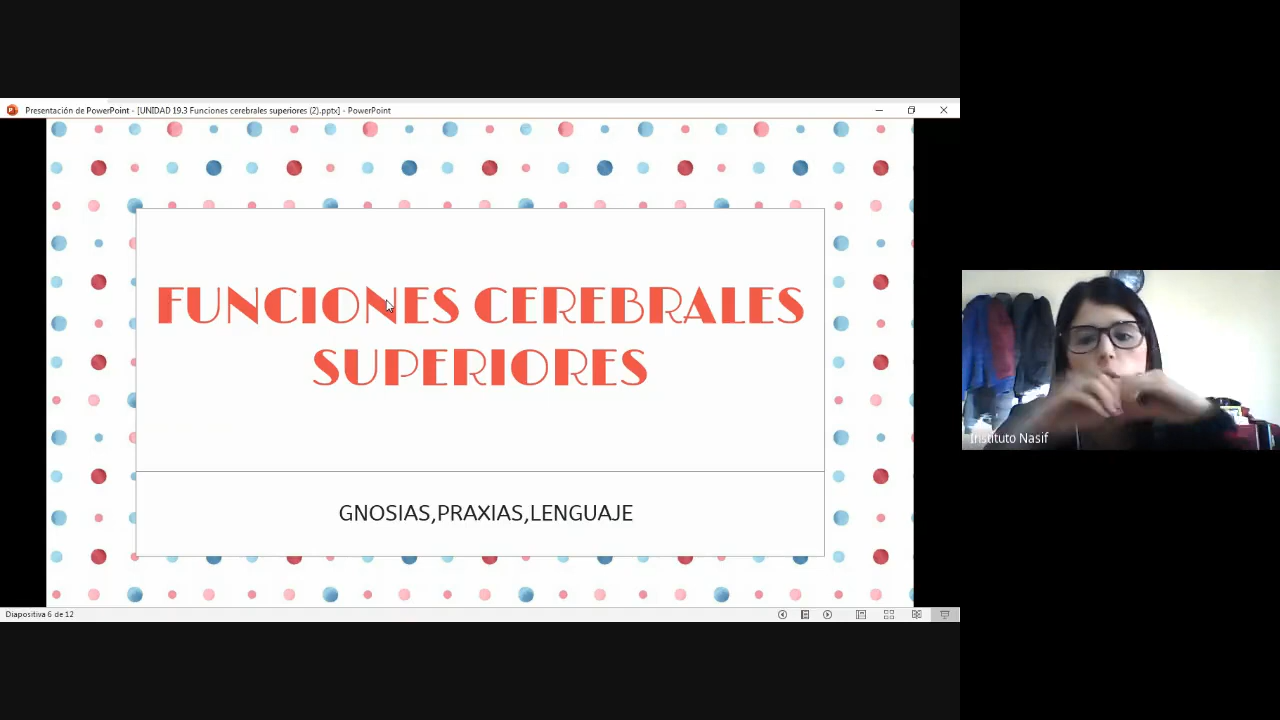 Presentación de PowerPoint - [UNIDAD 19.3 Funciones cerebrales superiores (2).pptx] - PowerPoint
FUNCIONES CEREBRALES
SUPERIORES
GNOSIAS,PRAXIAS,LENGUAJE
Instituto Nasif
Diapositiva 6 de 12